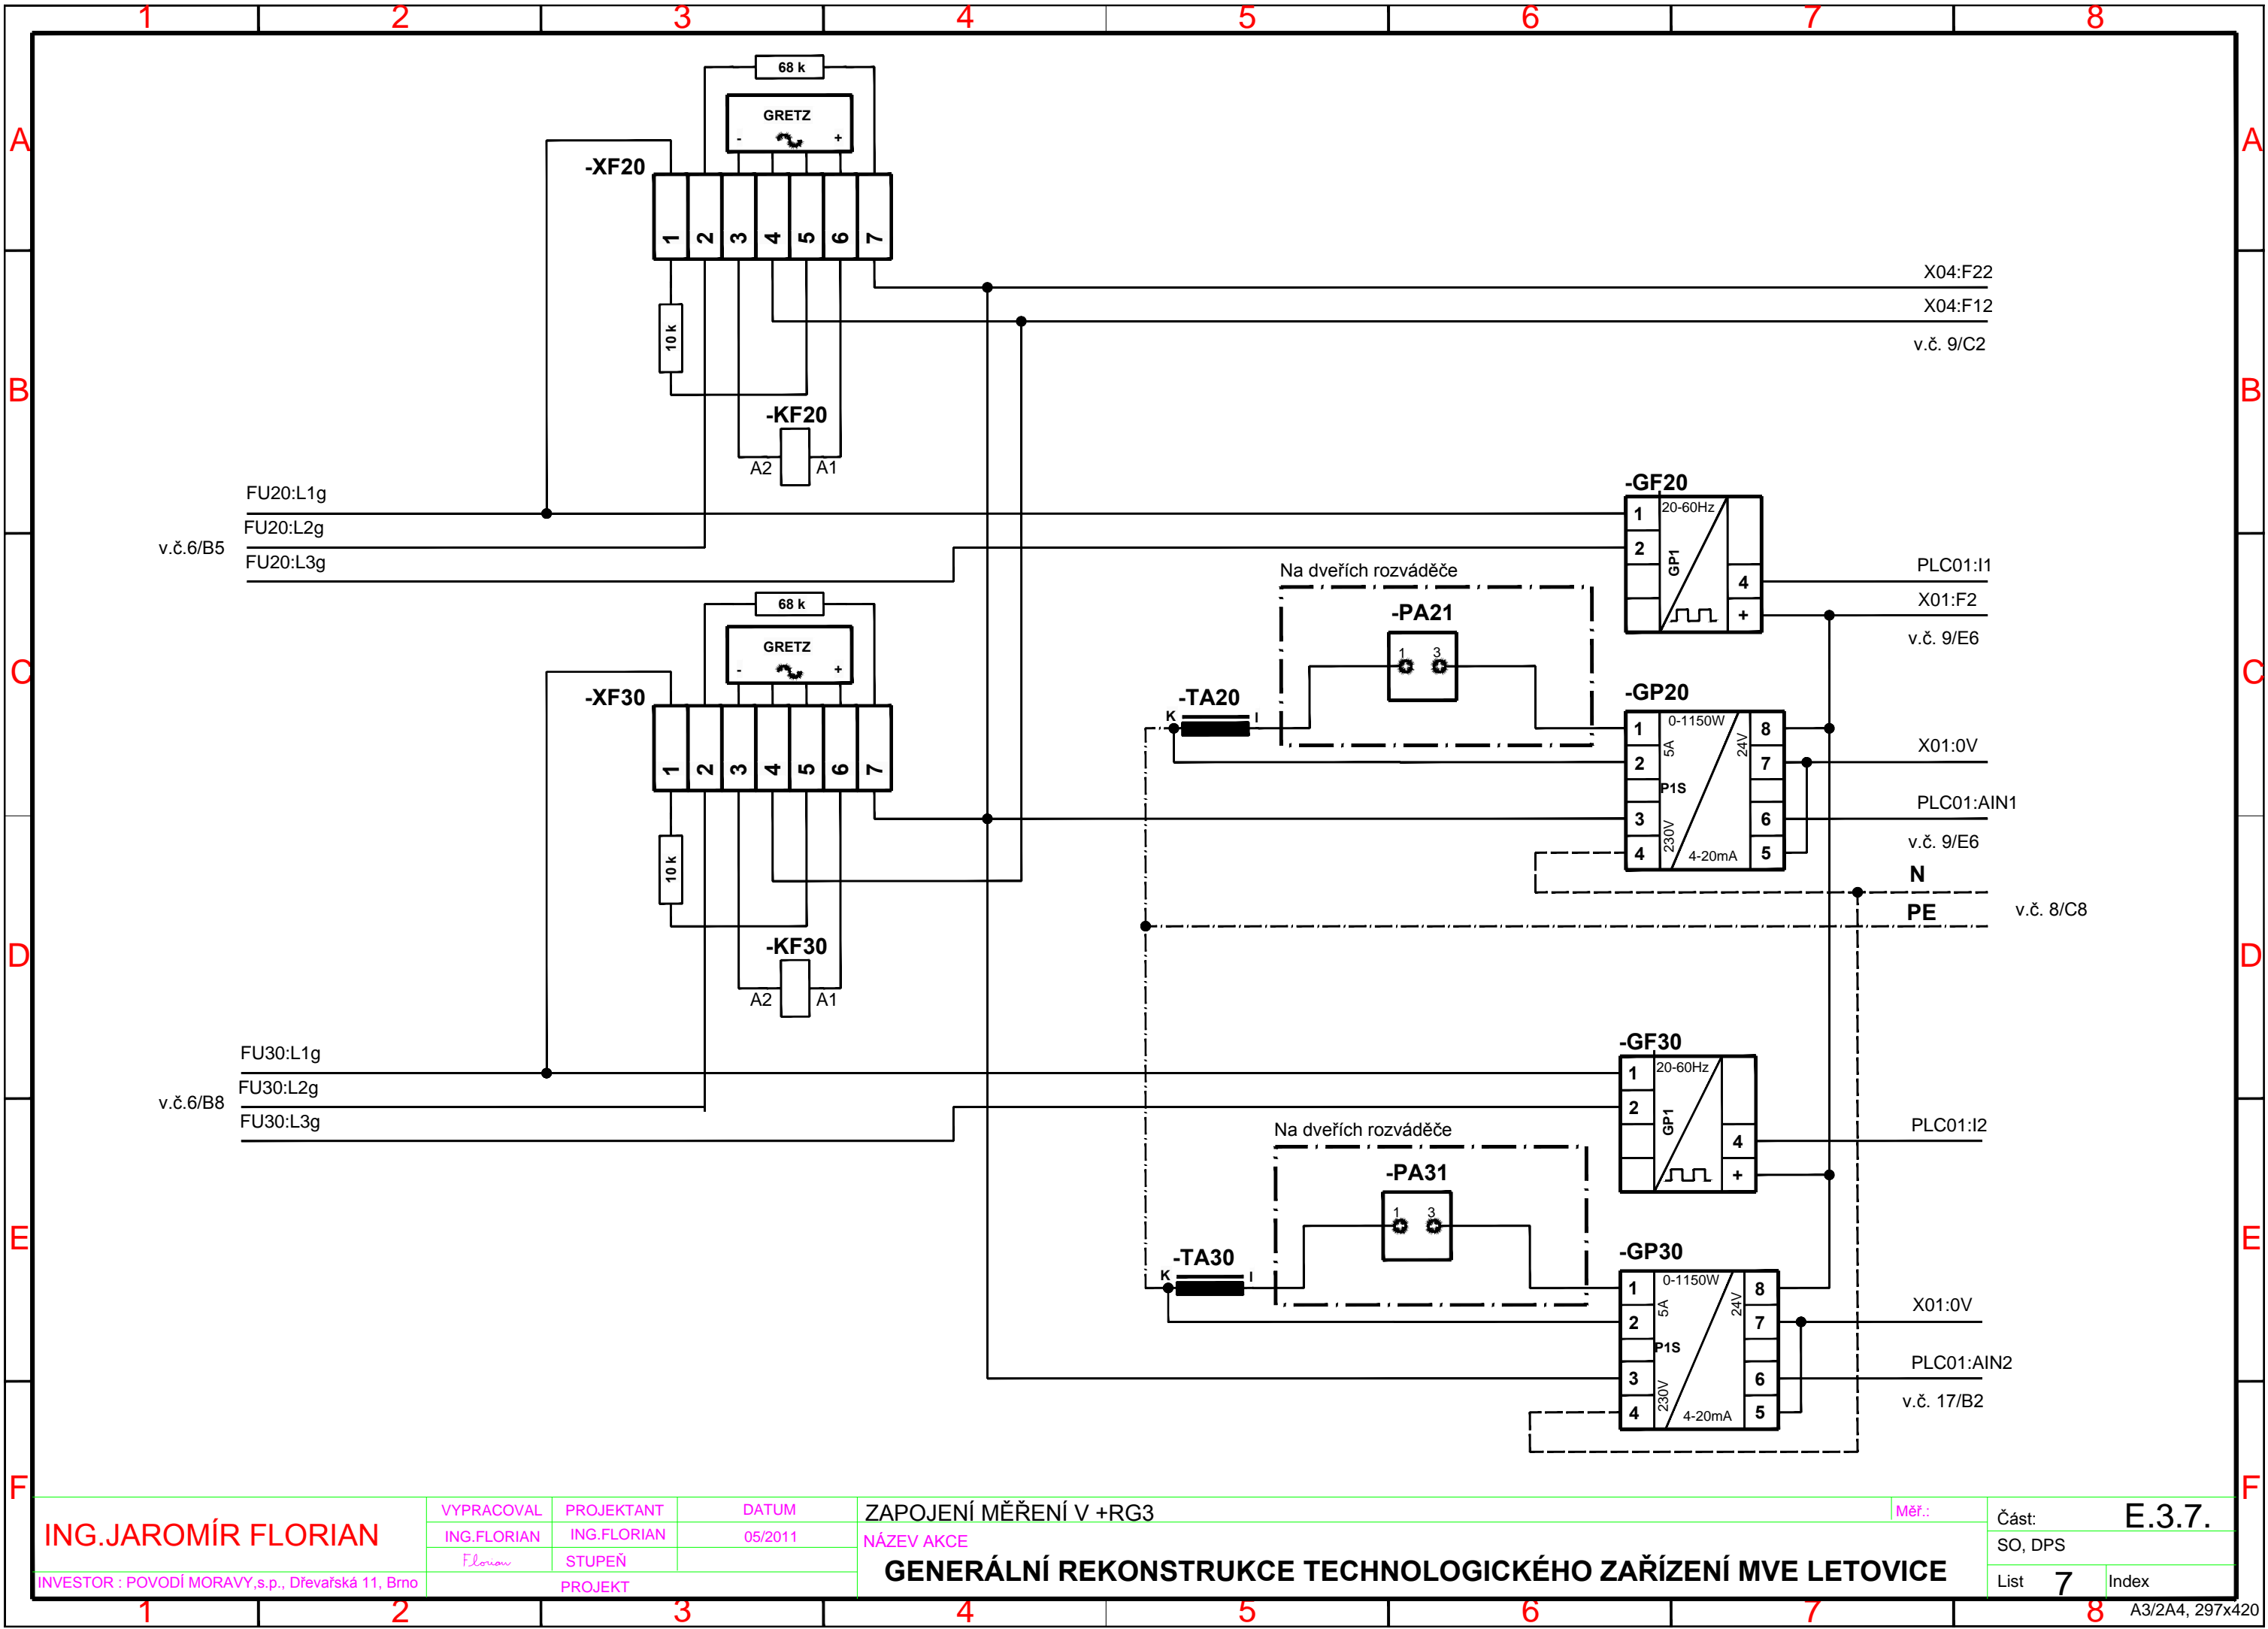 1 2 3 4 5 6 7 8
A A
B B
C C
D D
E E
F F
68 k
GRETZ
- +
-XF20
1 2 3 4 5 6 7
10 k
-KF20
A2 A1
X04:F22
X04:F12
v.č. 9/C2
FU20:L1g
FU20:L2g
v.č.6/B5
FU20:L3g
-GF20
20-60Hz
1
2
GP1
4
+
PLC01:I1
X01:F2
v.č. 9/E6
Na dveřích rozváděče
-PA21
1 3
-TA20
K l
-GP20
0-1150W
1 8
5A 24V
2 7
P1S
3 6
230V
4 4-20mA 5
X01:0V
PLC01:AIN1
v.č. 9/E6
N
PE
v.č. 8/C8
68 k
GRETZ
- +
-XF30
1 2 3 4 5 6 7
10 k
-KF30
A2 A1
FU30:L1g
FU30:L2g
v.č.6/B8
FU30:L3g
-GF30
20-60Hz
1
2
GP1
4
+
PLC01:I2
Na dveřích rozváděče
-PA31
1 3
-TA30
K l
-GP30
0-1150W
1 8
5A 24V
2 7
P1S
3 6
230V
4 4-20mA 5
X01:0V
PLC01:AIN2
v.č. 17/B2
ING.JAROMÍR FLORIAN
INVESTOR : POVODÍ MORAVY,s.p., Dřevařská 11, Brno
VYPRACOVAL PROJEKTANT DATUM
ING.FLORIAN ING.FLORIAN 05/2011
Florian STUPEŇ
PROJEKT
ZAPOJENÍ MĚŘENÍ V +RG3
Měř.:
NÁZEV AKCE
GENERÁLNÍ REKONSTRUKCE TECHNOLOGICKÉHO ZAŘÍZENÍ MVE LETOVICE
Část: E.3.7.
SO, DPS
List 7 Index
1 2 3 4 5 6 7 8
A3/2A4, 297x420